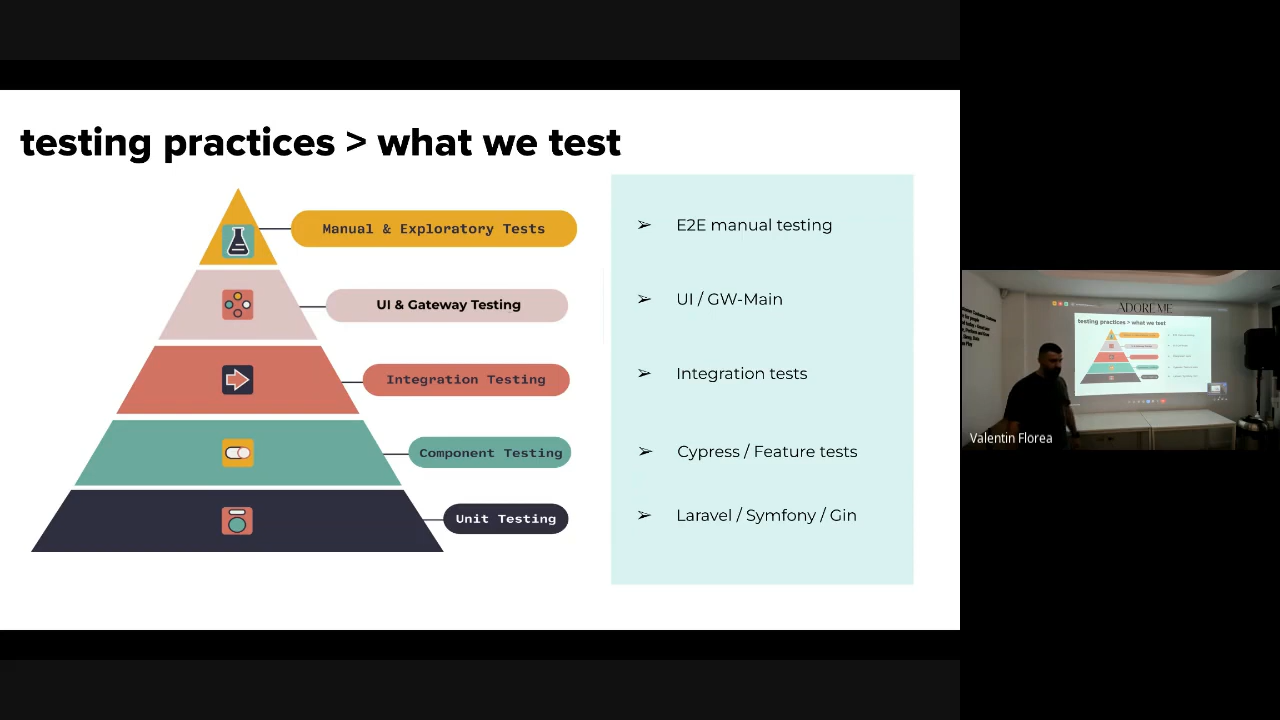 testing practices > what we test
Manual & Exploratory Tests
UI & Gateway Testing
Integration Testing
Component Testing
Unit Testing
➢ E2E manual testing
➢ UI / GW-Main
➢ Integration tests
➢ Cypress / Feature tests
➢ Laravel / Symfony / Gin
ADORE ME
testing practices > what we test
Valentin Florea